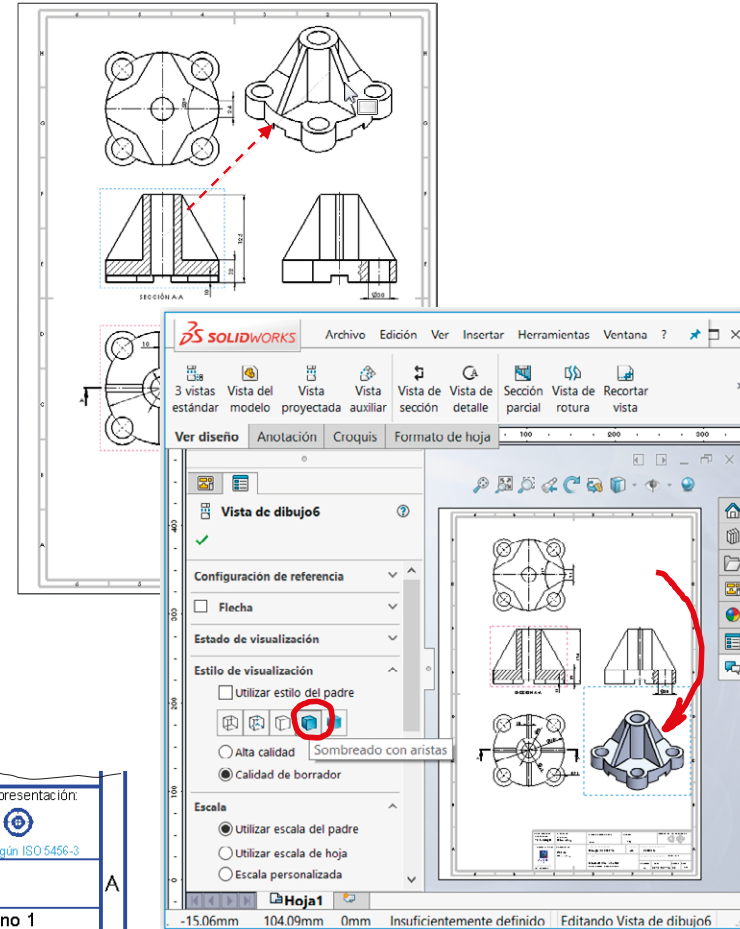 SECCIÓN A-A
SOLIDWORKS
Archivo Edición Ver Insertar Herramientas Ventana ?
3 vistas estándar
Vista del modelo
Vista proyectada
Vista auxiliar
Vista de sección
Vista de detalle
Sección parcial
Vista de rotura
Recortar vista
Ver diseño Anotación Croquis Formato de hoja
100 200 300
Vista de dibujo6
Configuración de referencia
Flecha
Estado de visualización
Estilo de visualización
Utilizar estilo del padre
Alta calidad
Sombreado con aristas
Calidad de borrador
Escala
Utilizar escala del padre
Utilizar escala de hoja
Escala personalizada
Hoja1
-15.06mm 104.09mm 0mm Insuficientemente definido Editando Vista de dibujo6
presentación:
gún ISO 5456-3
A
no 1